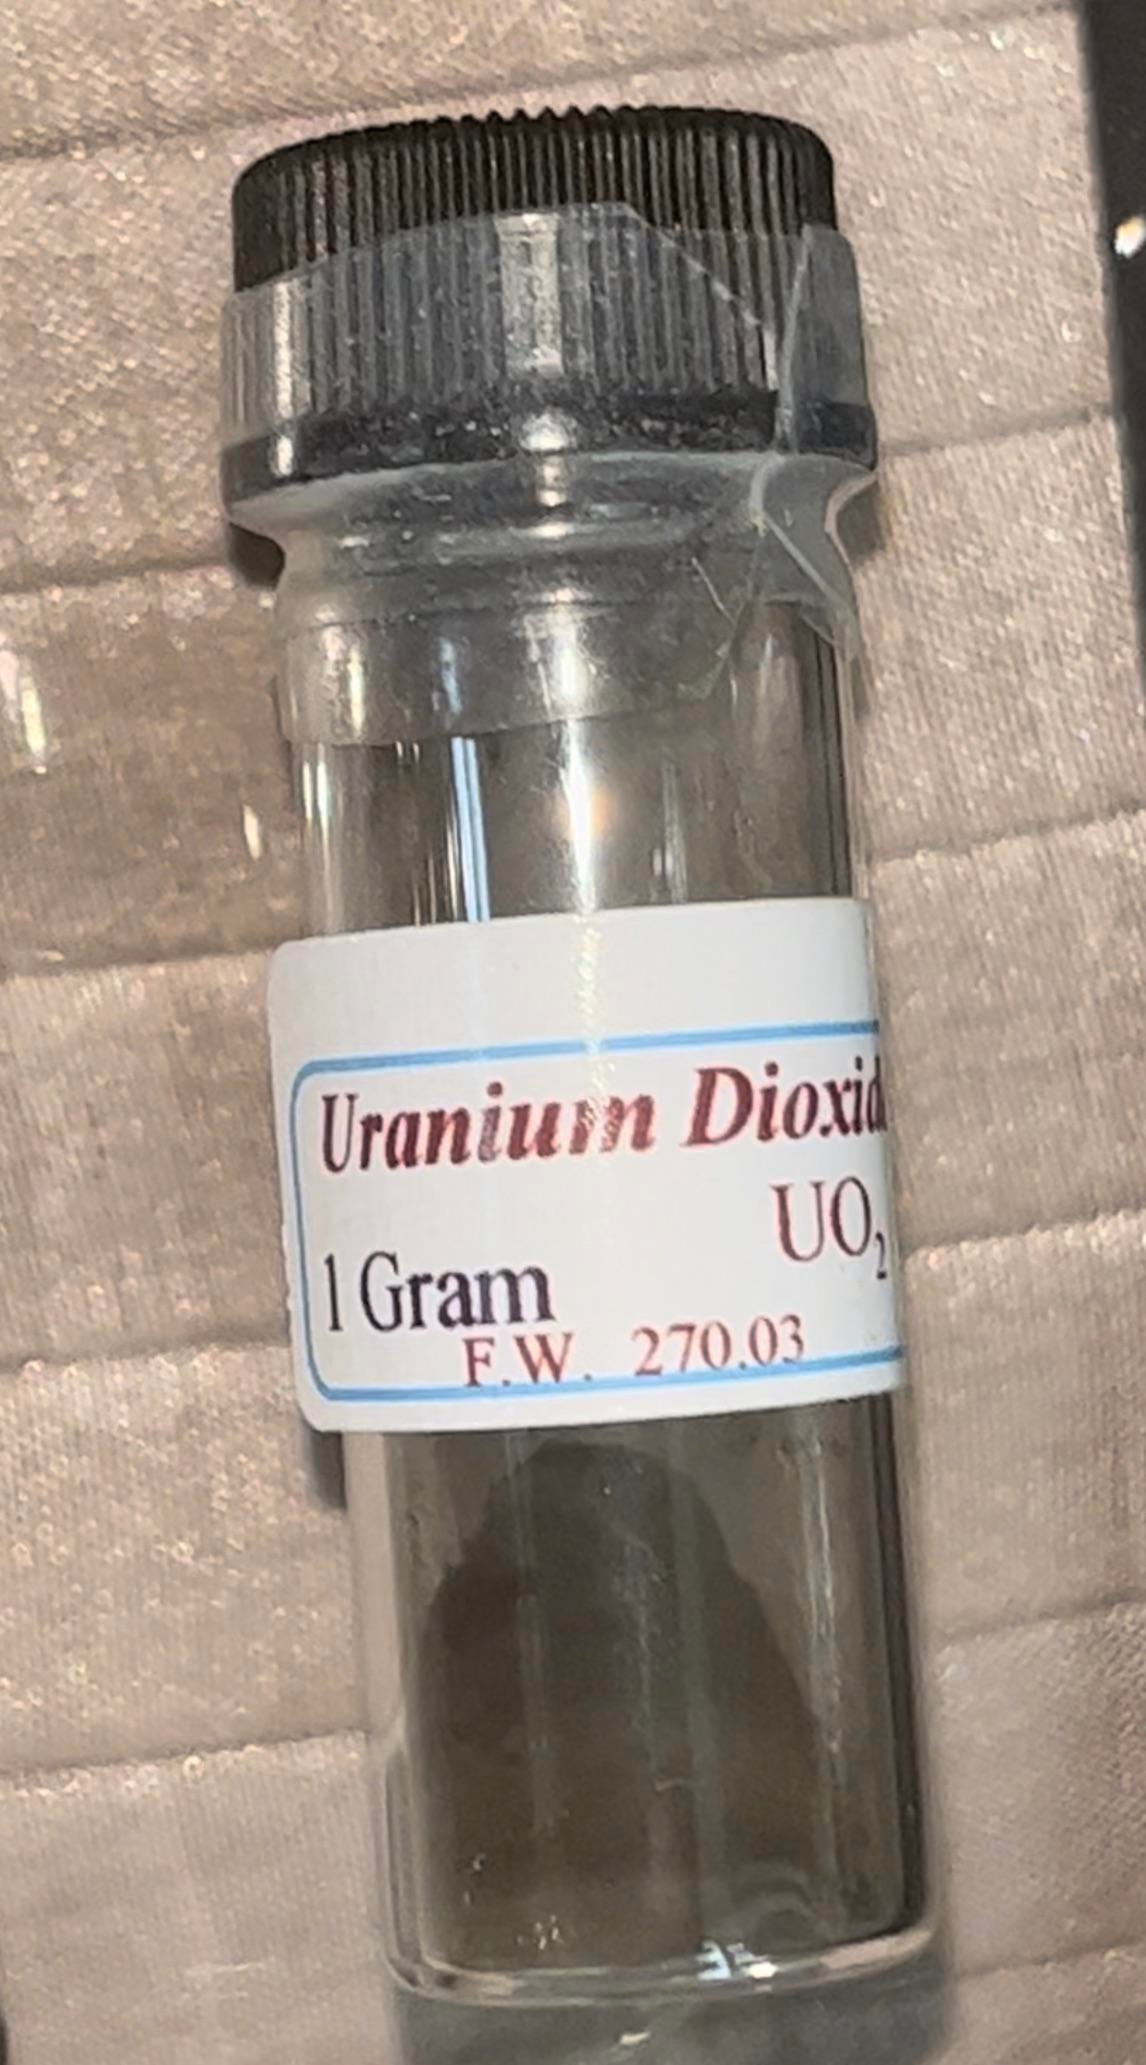 Uranium Dioxid
UO₂
1 Gram
F.W. 270.03